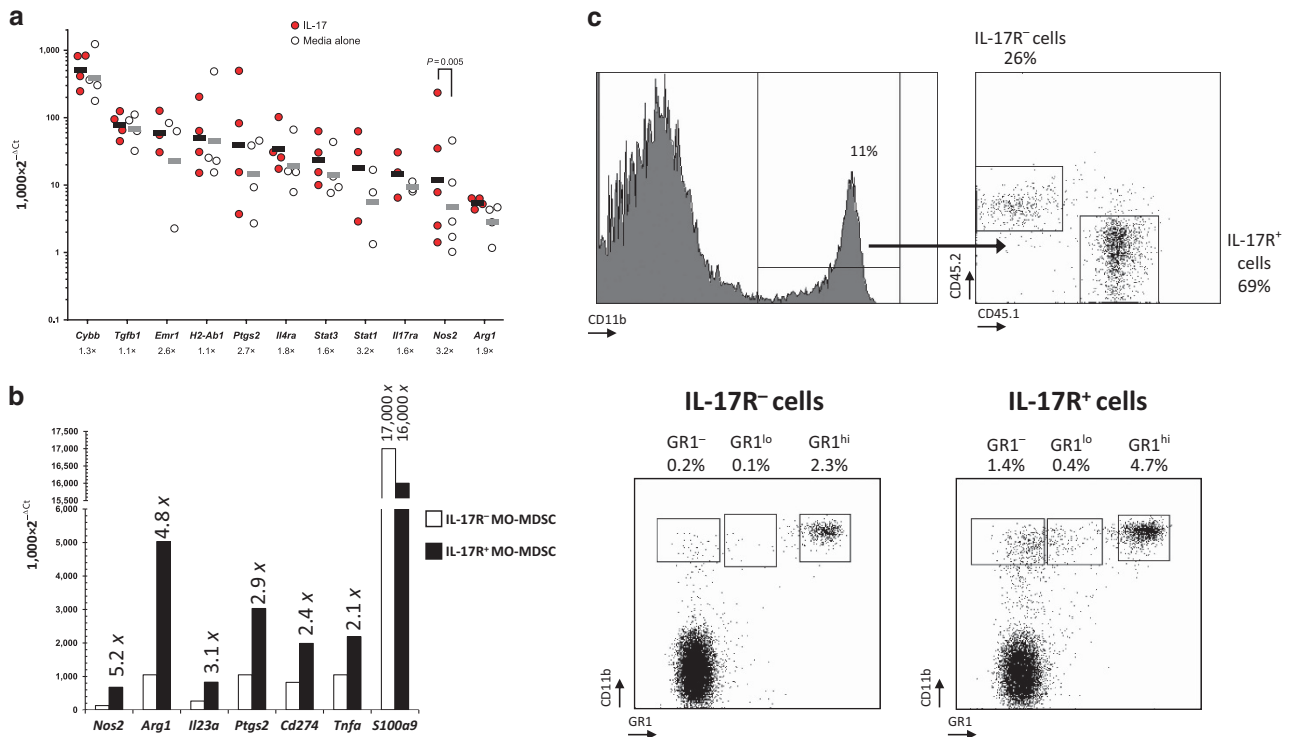 a
IL-17
Media alone
P = 0.005
1,000×2^−ΔCt
1,000
100
10
1
0.1
Cybb Tgfb1 Emr1 H2-Ab1 Ptgs2 Il4ra Stat3 Stat1 Il17ra Nos2 Arg1
1.3× 1.1× 2.6× 1.1× 2.7× 1.8× 1.6× 3.2× 1.6× 3.2× 1.9×
b
1,000×2^−ΔCt
17,500
17,000
16,500
16,000
15,500
6,000
5,000
4,000
3,000
2,000
1,000
0
5.2 x
4.8 x
3.1 x
2.9 x
2.4 x
2.1 x
17,000 x
16,000 x
IL-17R⁻ MO-MDSC
IL-17R⁺ MO-MDSC
Nos2 Arg1 Il23a Ptgs2 Cd274 Tnfa S100a9
c
IL-17R⁻ cells
26%
11%
CD11b
CD45.2
CD45.1
IL-17R⁺
cells
69%
IL-17R⁻ cells
GR1⁻ GR1ˡᵒ GR1ʰⁱ
0.2% 0.1% 2.3%
CD11b
GR1
IL-17R⁺ cells
GR1⁻ GR1ˡᵒ GR1ʰⁱ
1.4% 0.4% 4.7%
CD11b
GR1